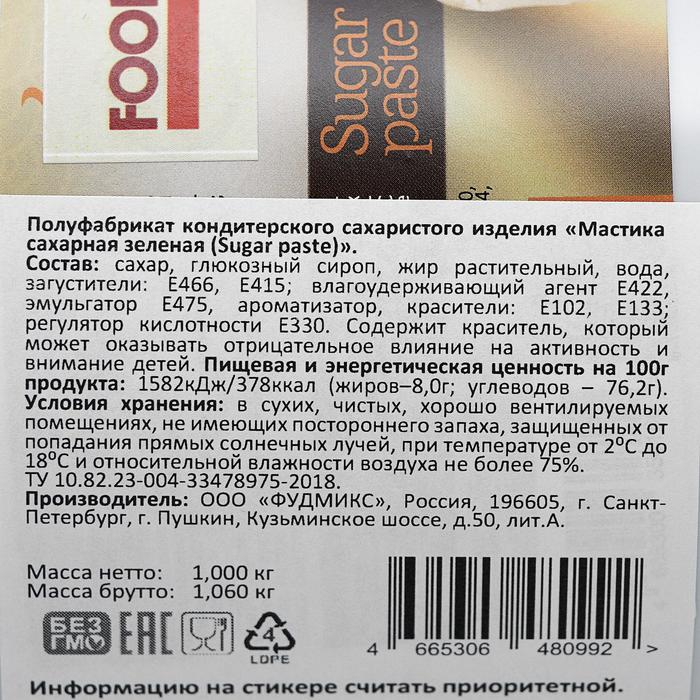 FOOD
Sugar
paste
Полуфабрикат кондитерского сахаристого изделия «Мастика
сахарная зеленая (Sugar paste)».
Состав: сахар, глюкозный сироп, жир растительный, вода,
загустители: Е466, Е415; влагоудерживающий агент Е422,
эмульгатор Е475, ароматизатор, красители: Е102, Е133;
регулятор кислотности Е330. Содержит краситель, который
может оказывать отрицательное влияние на активность и
внимание детей. Пищевая и энергетическая ценность на 100г
продукта: 1582кДж/378ккал (жиров–8,0г; углеводов – 76,2г).
Условия хранения: в сухих, чистых, хорошо вентилируемых
помещениях, не имеющих постороннего запаха, защищенных от
попадания прямых солнечных лучей, при температуре от 2⁰С до
18⁰С и относительной влажности воздуха не более 75%.
ТУ 10.82.23-004-33478975-2018.
Производитель: ООО «ФУДМИКС», Россия, 196605, г. Санкт-
Петербург, г. Пушкин, Кузьминское шоссе, д.50, лит.А.
Масса нетто: 1,000 кг
Масса брутто: 1,060 кг
БЕЗ
ГМО
EAC
4
LDPE
4 665306 480992 >
Информацию на стикере считать приоритетной.